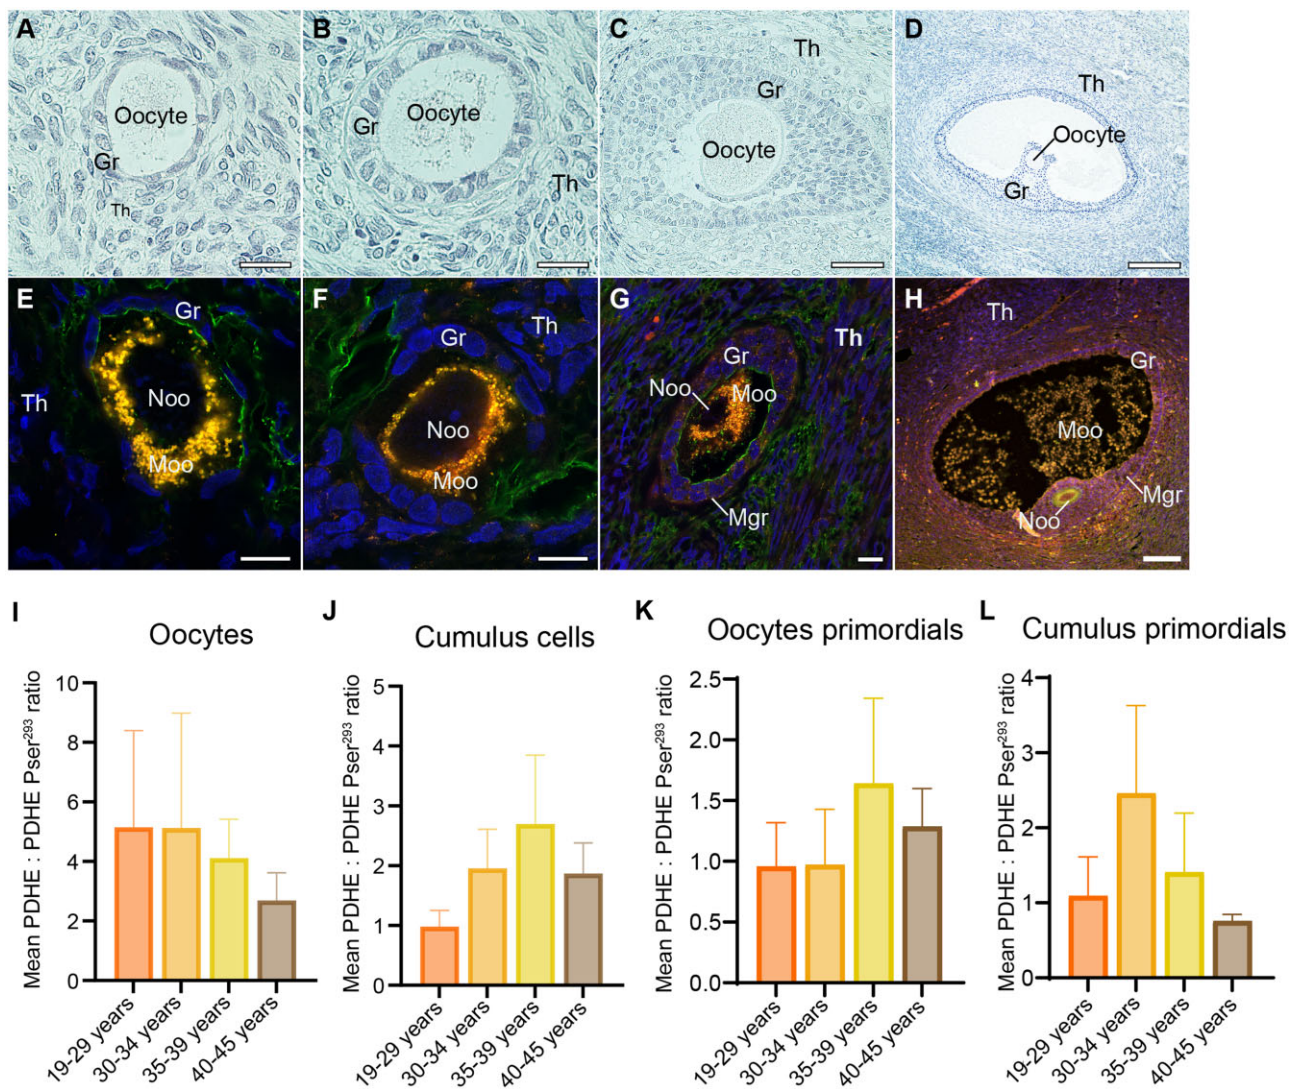 A
Oocyte
Gr
Th
B
Oocyte
Gr
Th
C
Th
Gr
Oocyte
D
Th
Oocyte
Gr
E
Gr
Th
Noo
Moo
F
Gr
Th
Noo
Moo
G
Th
Gr
Noo
Moo
Mgr
H
Th
Gr
Moo
Noo
Mgr
I
Oocytes
Mean PDHE : PDHE Pser²⁹³ ratio
10
8
6
4
2
0
19-29 years
30-34 years
35-39 years
40-45 years
J
Cumulus cells
Mean PDHE : PDHE Pser²⁹³ ratio
5
4
3
2
1
0
19-29 years
30-34 years
35-39 years
40-45 years
K
Oocytes primordials
Mean PDHE : PDHE Pser²⁹³ ratio
2.5
2.0
1.5
1.0
0.5
0.0
19-29 years
30-34 years
35-39 years
40-45 years
L
Cumulus primordials
Mean PDHE : PDHE Pser²⁹³ ratio
4
3
2
1
0
19-29 years
30-34 years
35-39 years
40-45 years